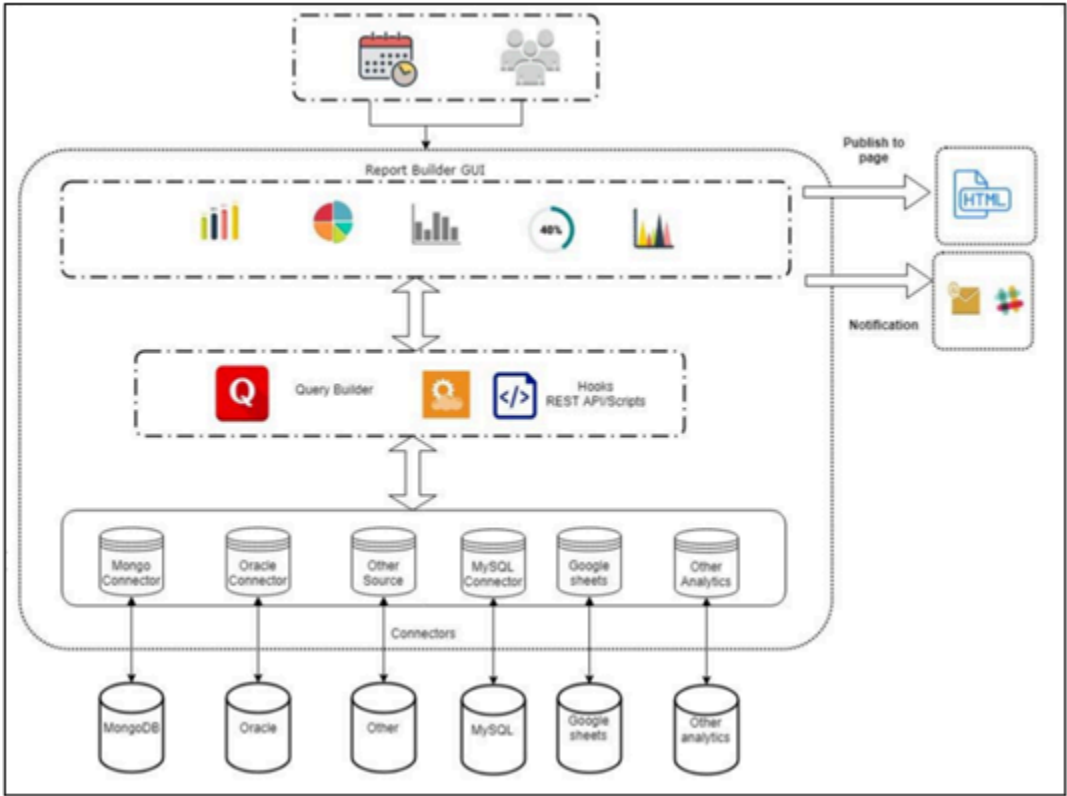 Publish to
page
HTML
Report Builder GUI
40%
Notification
Q
Query Builder
</>
Hooks
REST API/Scripts
Mongo
Connector
Oracle
Connector
Other
Source
MySQL
Connector
Google
sheets
Other
Analytics
Connectors
MongoDB
Oracle
Other
MySQL
Google
sheets
Other
analytics